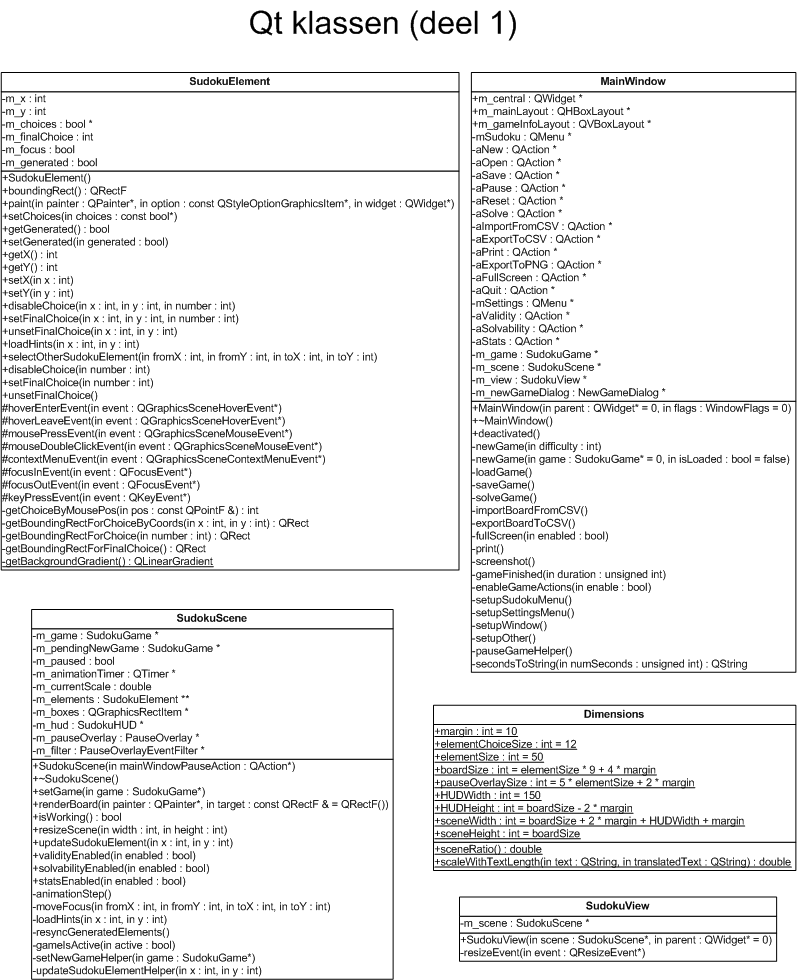 Qt klassen (deel 1)
SudokuElement
-m_x : int
-m_y : int
-m_choices : bool *
-m_finalChoice : int
-m_focus : bool
-m_generated : bool
+SudokuElement()
+boundingRect() : QRectF
+paint(in painter : QPainter*, in option : const QStyleOptionGraphicsItem*, in widget : QWidget*)
+setChoices(in choices : const bool*)
+getGenerated() : bool
+setGenerated(in generated : bool)
+getX() : int
+getY() : int
+setX(in x : int)
+setY(in y : int)
+disableChoice(in x : int, in y : int, in number : int)
+setFinalChoice(in x : int, in y : int, in number : int)
+unsetFinalChoice(in x : int, in y : int)
+loadHints(in x : int, in y : int)
+selectOtherSudokuElement(in fromX : int, in fromY : int, in toX : int, in toY : int)
+disableChoice(in number : int)
+setFinalChoice(in number : int)
+unsetFinalChoice()
#hoverEnterEvent(in event : QGraphicsSceneHoverEvent*)
#hoverLeaveEvent(in event : QGraphicsSceneHoverEvent*)
#mousePressEvent(in event : QGraphicsSceneMouseEvent*)
#mouseDoubleClickEvent(in event : QGraphicsSceneMouseEvent*)
#contextMenuEvent(in event : QGraphicsSceneContextMenuEvent*)
#focusInEvent(in event : QFocusEvent*)
#focusOutEvent(in event : QFocusEvent*)
#keyPressEvent(in event : QKeyEvent*)
-getChoiceByMousePos(in pos : const QPointF &) : int
-getBoundingRectForChoiceByCoords(in x : int, in y : int) : QRect
-getBoundingRectForChoice(in number : int) : QRect
-getBoundingRectForFinalChoice() : QRect
-getBackgroundGradient() : QLinearGradient
MainWindow
+m_central : QWidget *
+m_mainLayout : QHBoxLayout *
+m_gameInfoLayout : QVBoxLayout *
-mSudoku : QMenu *
-aNew : QAction *
-aOpen : QAction *
-aSave : QAction *
-aPause : QAction *
-aReset : QAction *
-aSolve : QAction *
-aImportFromCSV : QAction *
-aExportToCSV : QAction *
-aPrint : QAction *
-aExportToPNG : QAction *
-aFullScreen : QAction *
-aQuit : QAction *
-mSettings : QMenu *
-aValidity : QAction *
-aSolvability : QAction *
-aStats : QAction *
-m_game : SudokuGame *
-m_scene : SudokuScene *
-m_view : SudokuView *
-m_newGameDialog : NewGameDialog *
+MainWindow(in parent : QWidget* = 0, in flags : WindowFlags = 0)
+~MainWindow()
+deactivated()
-newGame(in difficulty : int)
-newGame(in game : SudokuGame* = 0, in isLoaded : bool = false)
-loadGame()
-saveGame()
-solveGame()
-importBoardFromCSV()
-exportBoardToCSV()
-fullScreen(in enabled : bool)
-print()
-screenshot()
-gameFinished(in duration : unsigned int)
-enableGameActions(in enable : bool)
-setupSudokuMenu()
-setupSettingsMenu()
-setupWindow()
-setupOther()
-pauseGameHelper()
-secondsToString(in numSeconds : unsigned int) : QString
SudokuScene
-m_game : SudokuGame *
-m_pendingNewGame : SudokuGame *
-m_paused : bool
-m_animationTimer : QTimer *
-m_currentScale : double
-m_elements : SudokuElement **
-m_boxes : QGraphicsRectItem *
-m_hud : SudokuHUD *
-m_pauseOverlay : PauseOverlay *
-m_filter : PauseOverlayEventFilter *
+SudokuScene(in mainWindowPauseAction : QAction*)
+~SudokuScene()
+setGame(in game : SudokuGame*)
+renderBoard(in painter : QPainter*, in target : const QRectF & = QRectF())
+isWorking() : bool
+resizeScene(in width : int, in height : int)
+updateSudokuElement(in x : int, in y : int)
+validityEnabled(in enabled : bool)
+solvabilityEnabled(in enabled : bool)
+statsEnabled(in enabled : bool)
-animationStep()
-moveFocus(in fromX : int, in fromY : int, in toX : int, in toY : int)
-loadHints(in x : int, in y : int)
-resyncGeneratedElements()
-gameIsActive(in active : bool)
-setNewGameHelper(in game : SudokuGame*)
-updateSudokuElementHelper(in x : int, in y : int)
Dimensions
+margin : int = 10
+elementChoiceSize : int = 12
+elementSize : int = 50
+boardSize : int = elementSize * 9 + 4 * margin
+pauseOverlaySize : int = 5 * elementSize + 2 * margin
+HUDWidth : int = 150
+HUDHeight : int = boardSize - 2 * margin
+sceneWidth : int = boardSize + 2 * margin + HUDWidth + margin
+sceneHeight : int = boardSize
+sceneRatio() : double
+scaleWithTextLength(in text : QString, in translatedText : QString) : double
SudokuView
-m_scene : SudokuScene *
+SudokuView(in scene : SudokuScene*, in parent : QWidget* = 0)
-resizeEvent(in event : QResizeEvent*)